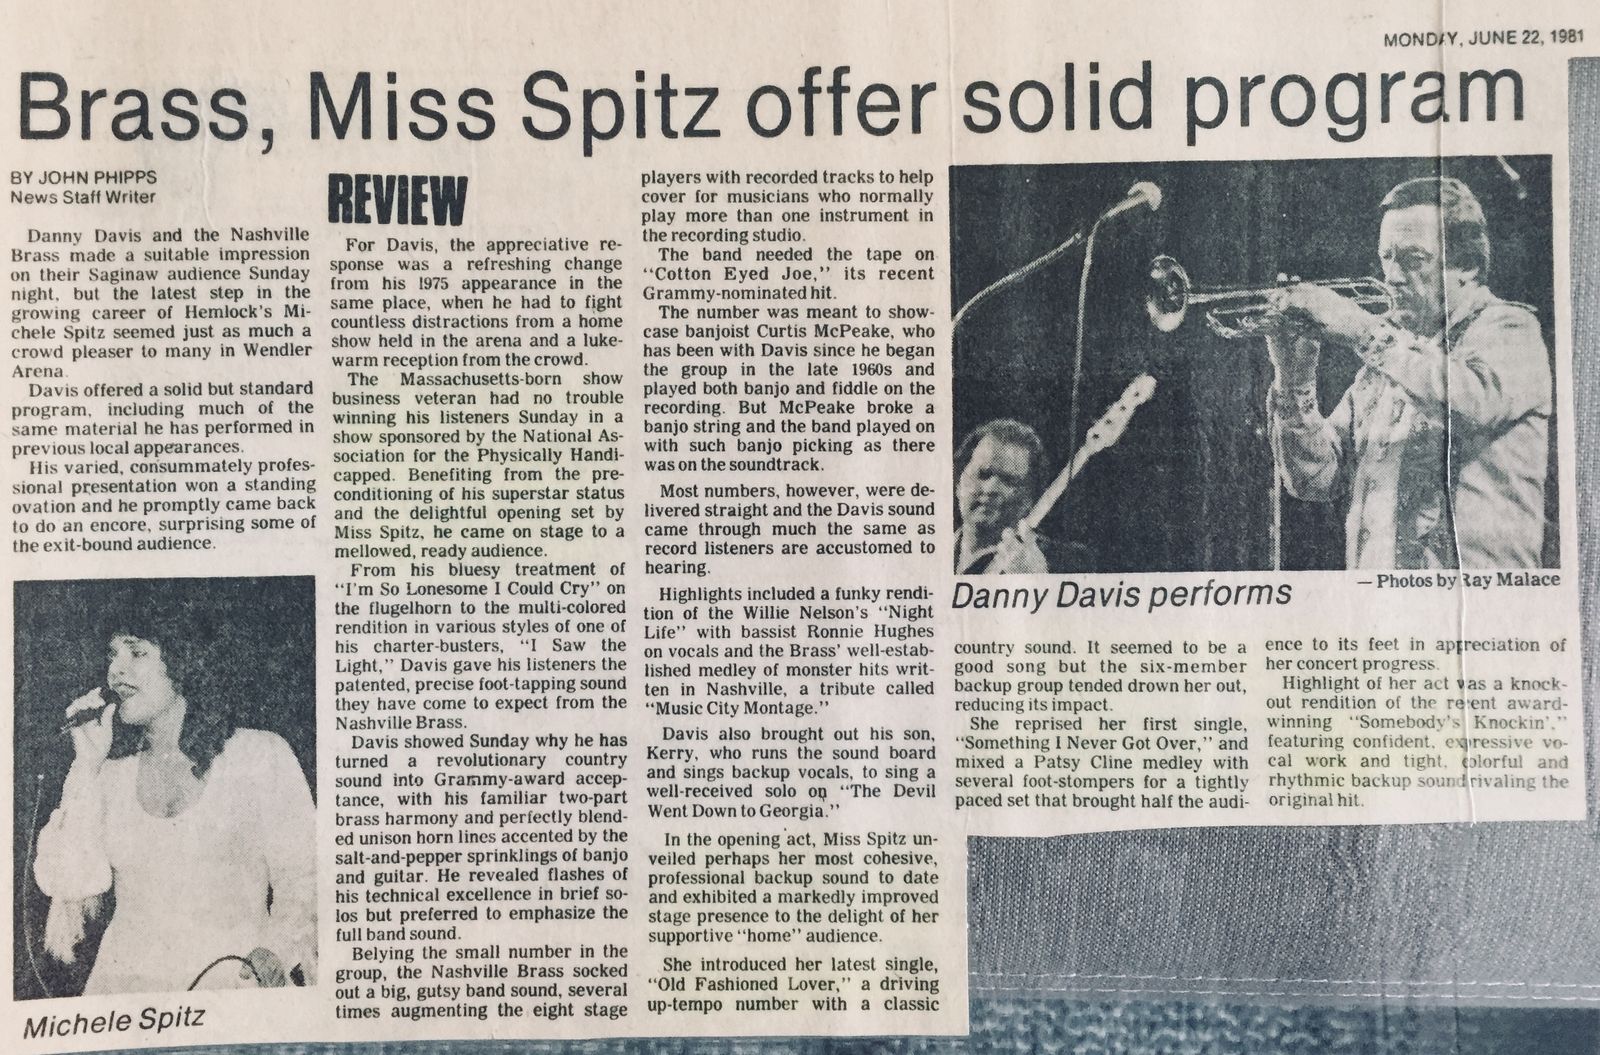 MONDAY, JUNE 22, 1981
Brass, Miss Spitz offer solid program
BY JOHN PHIPPS
News Staff Writer
Danny Davis and the Nashville
Brass made a suitable impression
on their Saginaw audience Sunday
night, but the latest step in the
growing career of Hemlock's Mi-
chele Spitz seemed just as much a
crowd pleaser to many in Wendler
Arena.
Davis offered a solid but standard
program, including much of the
same material he has performed in
previous local appearances.
His varied, consummately profes-
sional presentation won a standing
ovation and he promptly came back
to do an encore, surprising some of
the exit-bound audience.
Michele Spitz
REVIEW
For Davis, the appreciative re-
sponse was a refreshing change
from his 1975 appearance in the
same place, when he had to fight
countless distractions from a home
show held in the arena and a luke-
warm reception from the crowd.
The Massachusetts-born show
business veteran had no trouble
winning his listeners Sunday in a
show sponsored by the National As-
sociation for the Physically Handi-
capped. Benefiting from the pre-
conditioning of his superstar status
and the delightful opening set by
Miss Spitz, he came on stage to a
mellowed, ready audience.
From his bluesy treatment of
"I'm So Lonesome I Could Cry" on
the flugelhorn to the multi-colored
rendition in various styles of one of
his charter-busters, "I Saw the
Light," Davis gave his listeners the
patented, precise foot-tapping sound
they have come to expect from the
Nashville Brass.
Davis showed Sunday why he has
turned a revolutionary country
sound into Grammy-award accep-
tance, with his familiar two-part
brass harmony and perfectly blend-
ed unison horn lines accented by the
salt-and-pepper sprinklings of banjo
and guitar. He revealed flashes of
his technical excellence in brief so-
los but preferred to emphasize the
full band sound.
Belying the small number in the
group, the Nashville Brass socked
out a big, gutsy band sound, several
times augmenting the eight stage
players with recorded tracks to help
cover for musicians who normally
play more than one instrument in
the recording studio.
The band needed the tape on
"Cotton Eyed Joe," its recent
Grammy-nominated hit.
The number was meant to show-
case banjoist Curtis McPeake, who
has been with Davis since he began
the group in the late 1960s and
played both banjo and fiddle on the
recording. But McPeake broke a
banjo string and the band played on
with such banjo picking as there
was on the soundtrack.
Most numbers, however, were de-
livered straight and the Davis sound
came through much the same as
record listeners are accustomed to
hearing.
Highlights included a funky rendi-
tion of the Willie Nelson's "Night
Life" with bassist Ronnie Hughes
on vocals and the Brass' well-estab-
lished medley of monster hits writ-
ten in Nashville, a tribute called
"Music City Montage."
Davis also brought out his son,
Kerry, who runs the sound board
and sings backup vocals, to sing a
well-received solo on "The Devil
Went Down to Georgia."
In the opening act, Miss Spitz un-
veiled perhaps her most cohesive,
professional backup sound to date
and exhibited a markedly improved
stage presence to the delight of her
supportive "home" audience.
She introduced her latest single,
"Old Fashioned Lover," a driving
up-tempo number with a classic
— Photos by Ray Malace
Danny Davis performs
country sound. It seemed to be a
good song but the six-member
backup group tended drown her out,
reducing its impact.
She reprised her first single,
"Something I Never Got Over," and
mixed a Patsy Cline medley with
several foot-stompers for a tightly
paced set that brought half the audi-
ence to its feet in appreciation of
her concert progress.
Highlight of her act was a knock-
out rendition of the recent award-
winning "Somebody's Knockin',"
featuring confident, expressive vo-
cal work and tight, colorful and
rhythmic backup sound rivaling the
original hit.